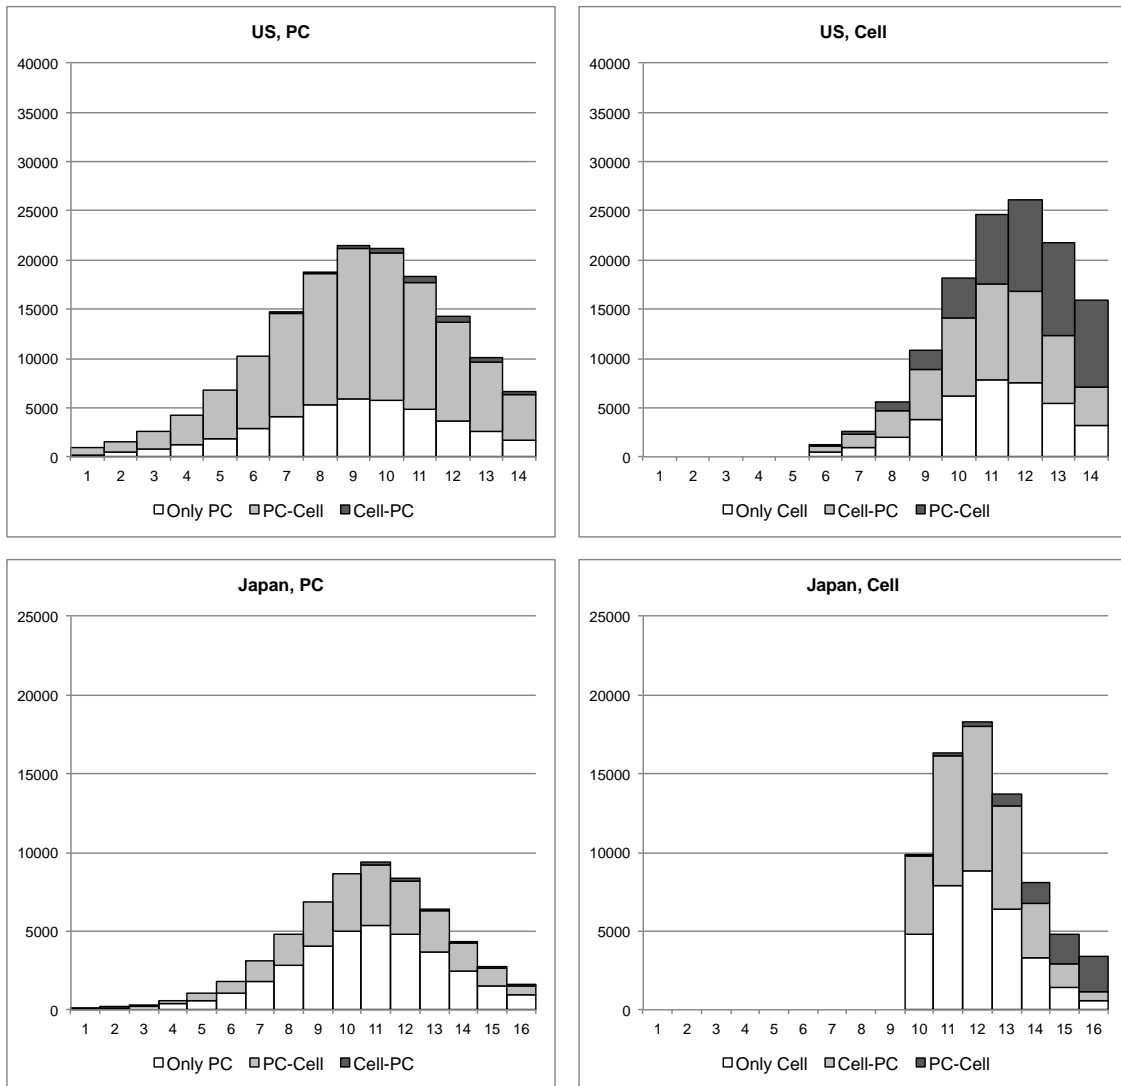 US, PC
40000
35000
30000
25000
20000
15000
10000
5000
0
1 2 3 4 5 6 7 8 9 10 11 12 13 14
Only PC PC-Cell Cell-PC
US, Cell
40000
35000
30000
25000
20000
15000
10000
5000
0
1 2 3 4 5 6 7 8 9 10 11 12 13 14
Only Cell Cell-PC PC-Cell
Japan, PC
25000
20000
15000
10000
5000
0
1 2 3 4 5 6 7 8 9 10 11 12 13 14 15 16
Only PC PC-Cell Cell-PC
Japan, Cell
25000
20000
15000
10000
5000
0
1 2 3 4 5 6 7 8 9 10 11 12 13 14 15 16
Only Cell Cell-PC PC-Cell